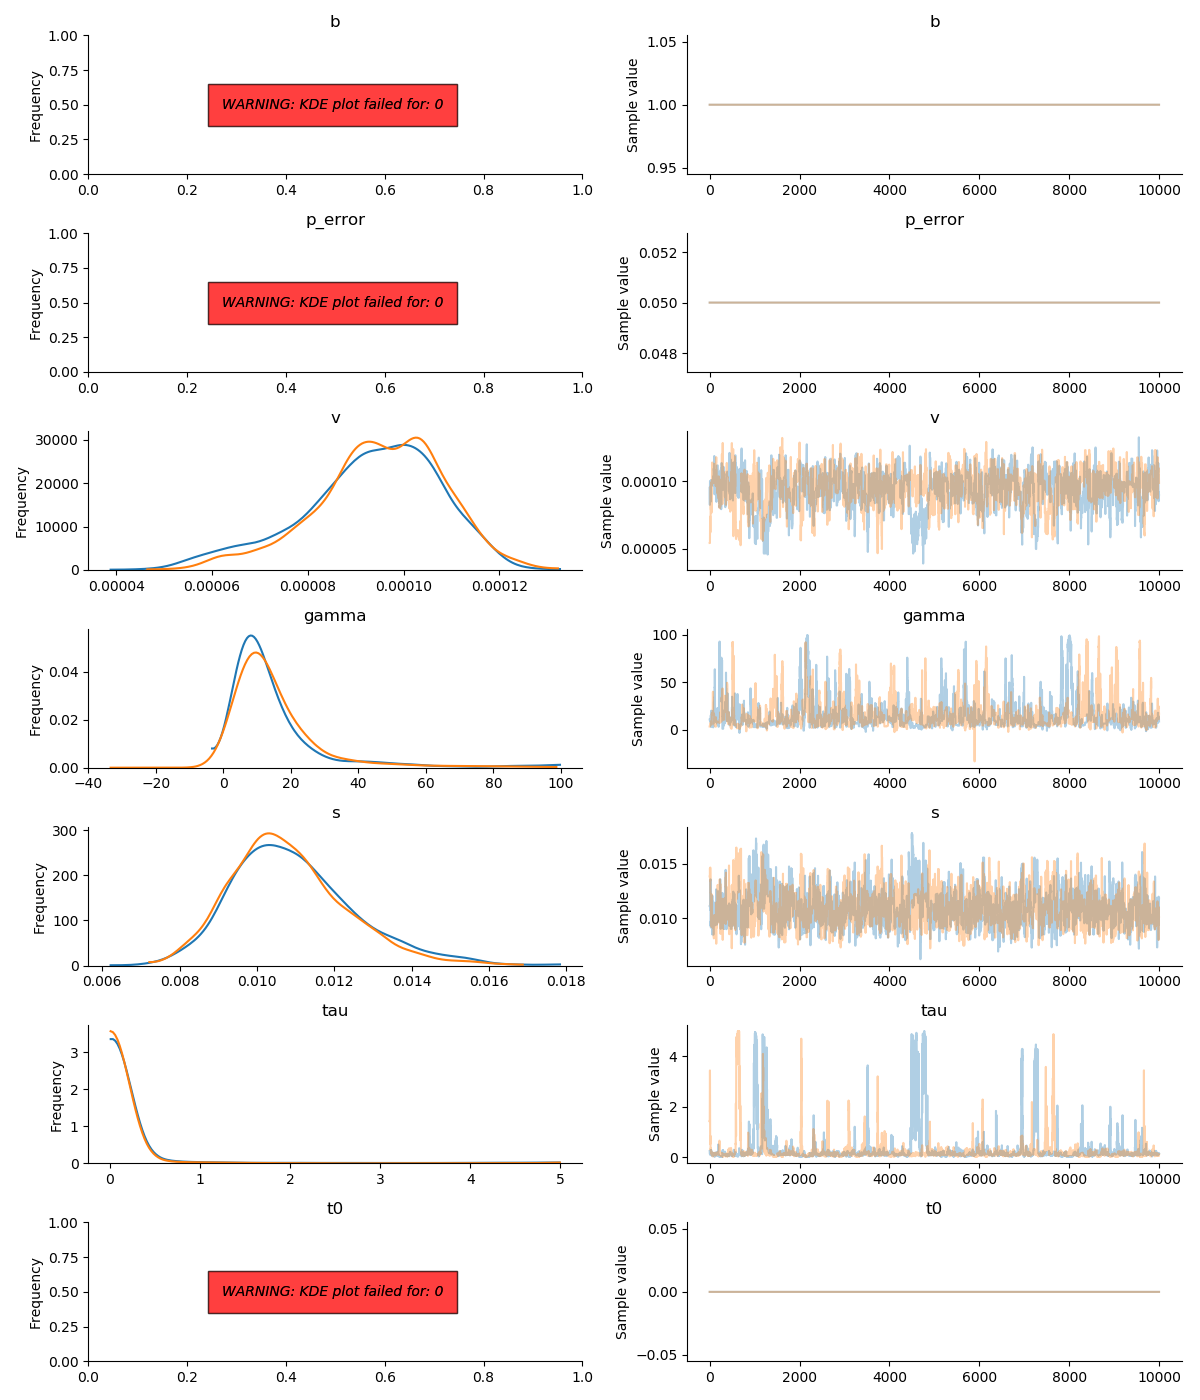 b
b
1.00
0.75
0.50
0.25
0.00
Frequency
WARNING: KDE plot failed for: 0
0.0 0.2 0.4 0.6 0.8 1.0
1.05
1.00
0.95
Sample value
0 2000 4000 6000 8000 10000
p_error
p_error
1.00
0.75
0.50
0.25
0.00
Frequency
WARNING: KDE plot failed for: 0
0.0 0.2 0.4 0.6 0.8 1.0
0.052
0.050
0.048
Sample value
0 2000 4000 6000 8000 10000
v
v
30000
20000
10000
0
Frequency
0.00004 0.00006 0.00008 0.00010 0.00012
0.00010
0.00005
Sample value
0 2000 4000 6000 8000 10000
gamma
gamma
0.04
0.02
0.00
Frequency
−40 −20 0 20 40 60 80 100
100
50
0
Sample value
0 2000 4000 6000 8000 10000
s
s
300
200
100
0
Frequency
0.006 0.008 0.010 0.012 0.014 0.016 0.018
0.015
0.010
Sample value
0 2000 4000 6000 8000 10000
tau
tau
3
2
1
0
Frequency
0 1 2 3 4 5
4
2
0
Sample value
0 2000 4000 6000 8000 10000
t0
t0
1.00
0.75
0.50
0.25
0.00
Frequency
WARNING: KDE plot failed for: 0
0.0 0.2 0.4 0.6 0.8 1.0
0.05
0.00
−0.05
Sample value
0 2000 4000 6000 8000 10000